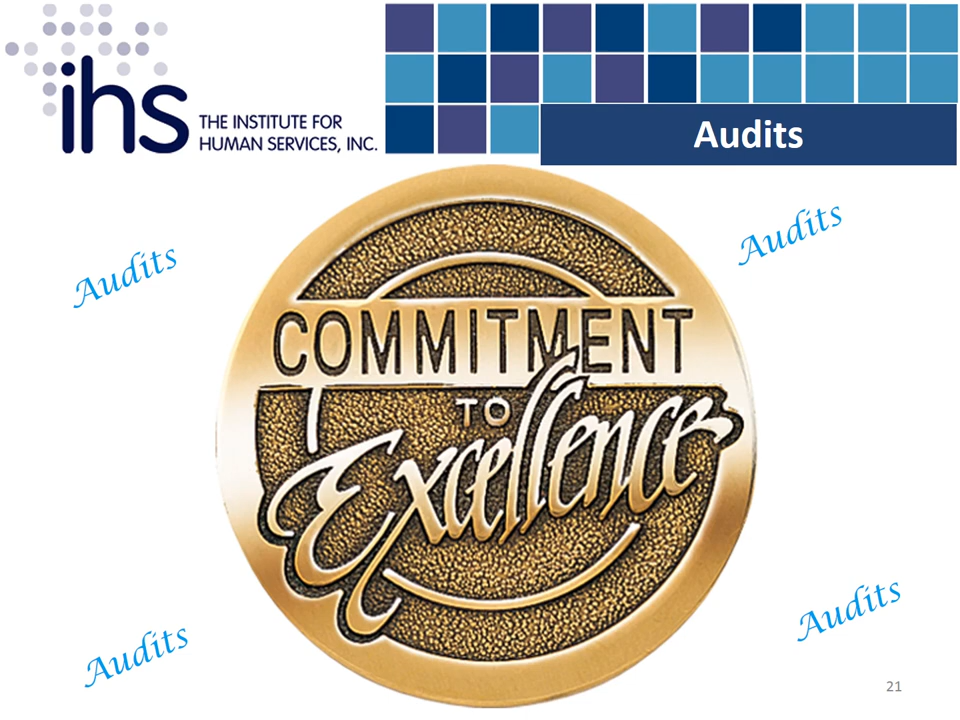 ihs
THE INSTITUTE FOR
HUMAN SERVICES, INC.
Audits
Audits
Audits
COMMITMENT
TO
Excellence
Audits
Audits
21